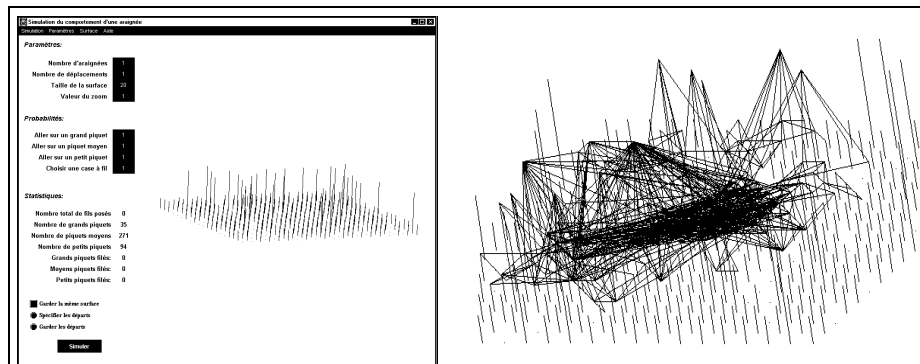 Simulation du comportement d'une araignée
Simulation Paramètres Surface Aide
Paramètres:
Nombre d'araignées 1
Nombre de déplacements 1
Taille de la surface 20
Valeur du zoom 1
Probabilités:
Aller sur un grand piquet 1
Aller sur un piquet moyen 1
Aller sur un petit piquet 1
Choisir une case à fil 1
Statistiques:
Nombre total de fils posés 0
Nombre de grands piquets 35
Nombre de piquets moyens 271
Nombre de petits piquets 94
Grands piquets filés: 0
Moyens piquets filés: 0
Petits piquets filés: 0
Garder la même surface
Spécifier les départs
Garder les départs
Simuler